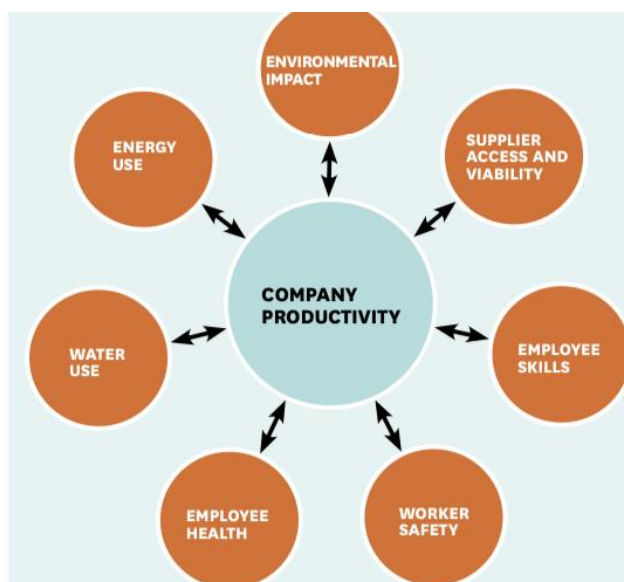 ENVIRONMENTAL
IMPACT
SUPPLIER
ACCESS AND
VIABILITY
EMPLOYEE
SKILLS
WORKER
SAFETY
EMPLOYEE
HEALTH
WATER
USE
ENERGY
USE
COMPANY
PRODUCTIVITY